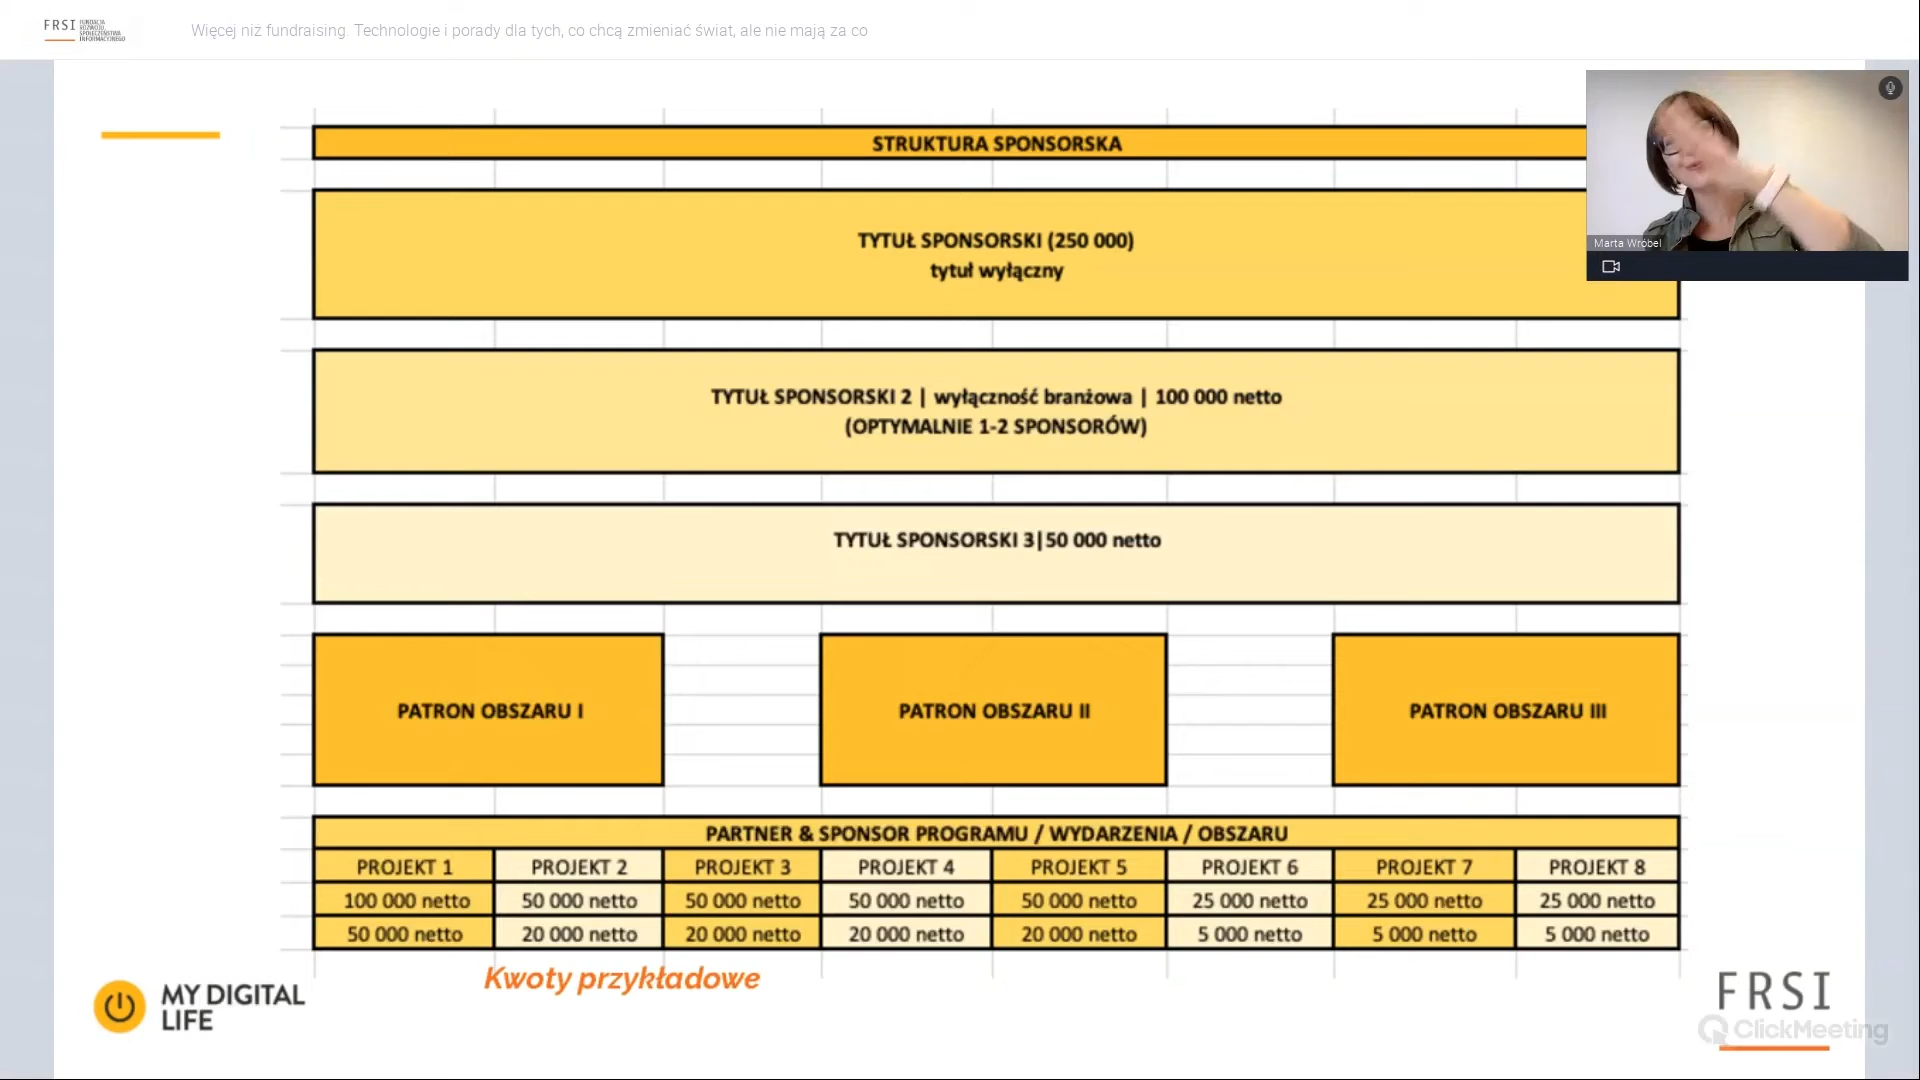 FRSI
FUNDACJA
ROZWOJU
SPOŁECZEŃSTWA
INFORMACYJNEGO
Więcej niż fundraising. Technologie i porady dla tych, co chcą zmieniać świat, ale nie mają za co
STRUKTURA SPONSORSKA
TYTUŁ SPONSORSKI (250 000)
tytuł wyłączny
Marta Wróbel
TYTUŁ SPONSORSKI 2 | wyłączność branżowa | 100 000 netto
(OPTYMALNIE 1-2 SPONSORÓW)
TYTUŁ SPONSORSKI 3|50 000 netto
PATRON OBSZARU I PATRON OBSZARU II PATRON OBSZARU III
PARTNER & SPONSOR PROGRAMU / WYDARZENIA / OBSZARU
PROJEKT 1 PROJEKT 2 PROJEKT 3 PROJEKT 4 PROJEKT 5 PROJEKT 6 PROJEKT 7 PROJEKT 8
100 000 netto 50 000 netto 50 000 netto 50 000 netto 50 000 netto 25 000 netto 25 000 netto 25 000 netto
50 000 netto 20 000 netto 20 000 netto 20 000 netto 20 000 netto 5 000 netto 5 000 netto 5 000 netto
Kwoty przykładowe
MY DIGITAL
LIFE
FRSI
ClickMeeting